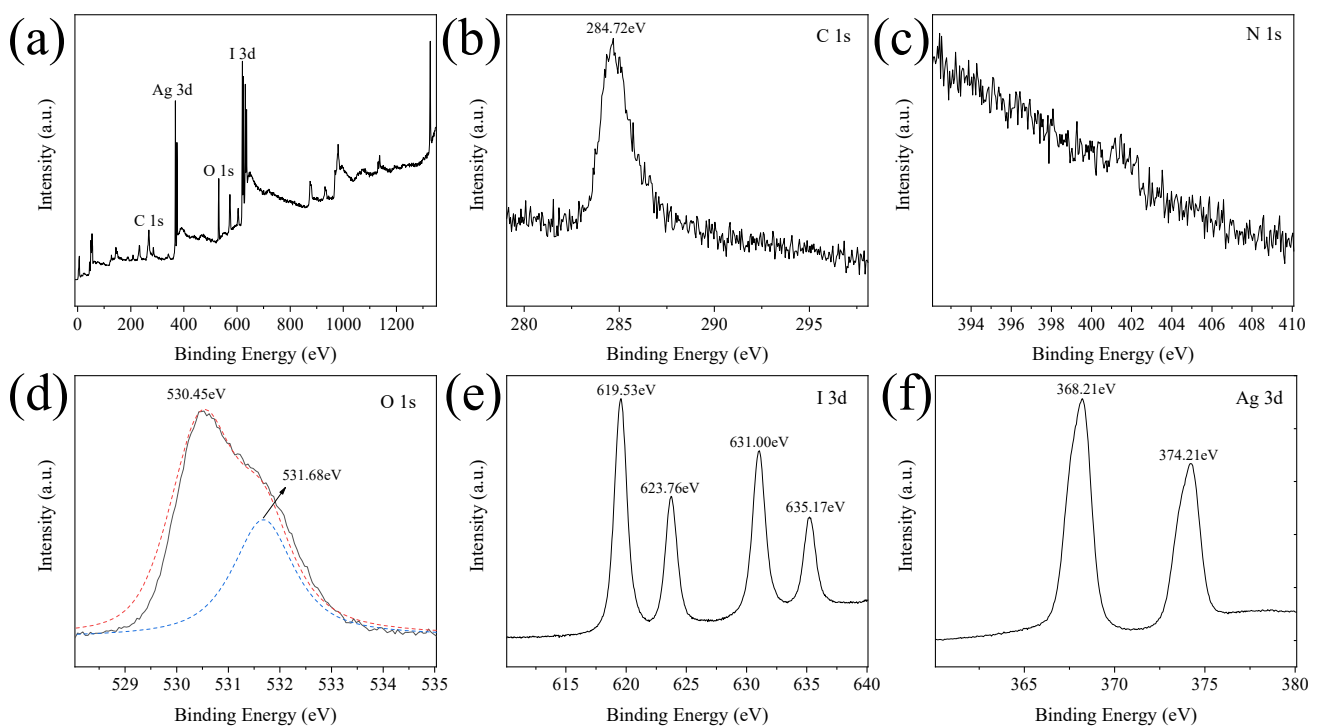 (a)
Intensity (a.u.)
I 3d
Ag 3d
O 1s
C 1s
0 200 400 600 800 1000 1200
Binding Energy (eV)
(b)
Intensity (a.u.)
284.72eV
C 1s
280 285 290 295
Binding Energy (eV)
(c)
Intensity (a.u.)
N 1s
394 396 398 400 402 404 406 408 410
Binding Energy (eV)
(d)
Intensity (a.u.)
530.45eV
O 1s
531.68eV
529 530 531 532 533 534 535
Binding Energy (eV)
(e)
Intensity (a.u.)
619.53eV
I 3d
631.00eV
623.76eV
635.17eV
615 620 625 630 635 640
Binding Energy (eV)
(f)
Intensity (a.u.)
368.21eV
Ag 3d
374.21eV
365 370 375 380
Binding Energy (eV)